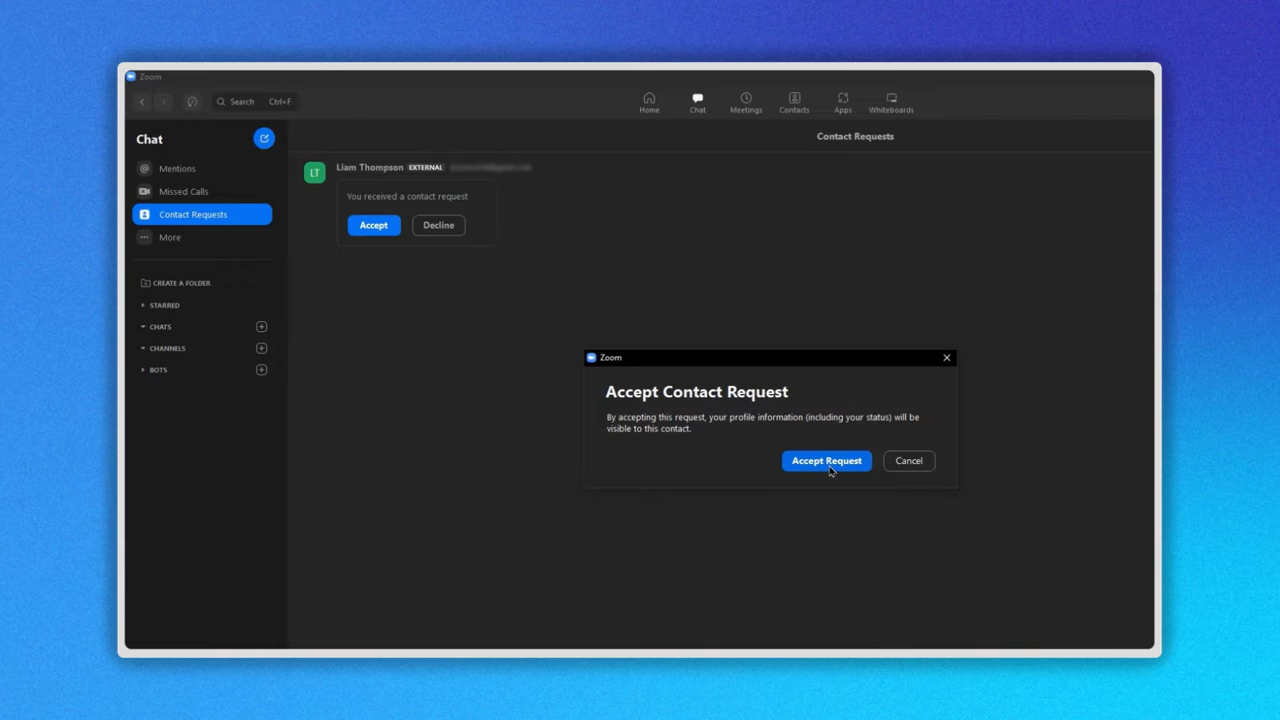 Zoom
Search Ctrl+F
Home
Chat
Meetings
Contacts
Apps
Whiteboards
Chat
Mentions
Missed Calls
Contact Requests
More
CREATE A FOLDER
STARRED
CHATS
CHANNELS
BOTS
Contact Requests
LT
Liam Thompson EXTERNAL
You received a contact request
Accept
Decline
Zoom
Accept Contact Request
By accepting this request, your profile information (including your status) will be
visible to this contact.
Accept Request
Cancel